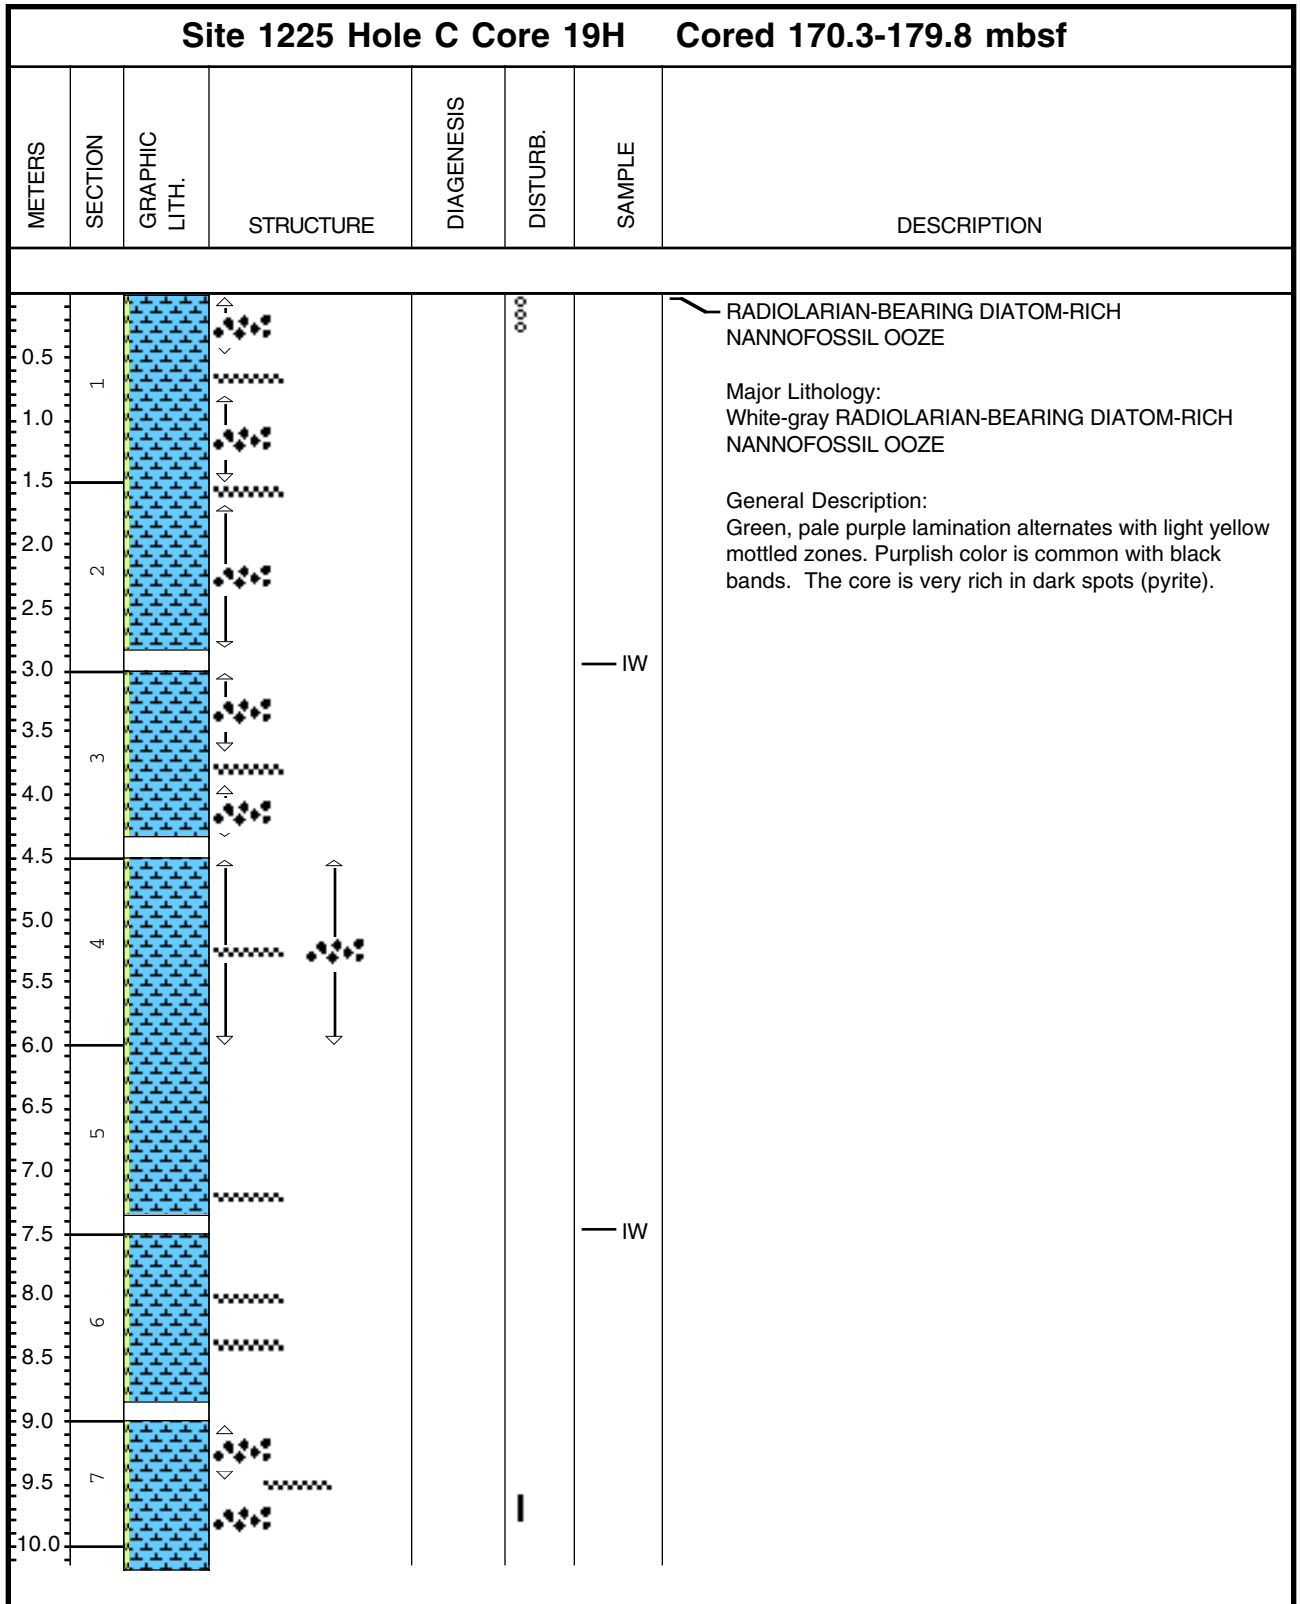 Site 1225 Hole C Core 19H Cored 170.3-179.8 mbsf
METERS
SECTION
GRAPHIC
LITH.
STRUCTURE
DIAGENESIS
DISTURB.
SAMPLE
DESCRIPTION
RADIOLARIAN-BEARING DIATOM-RICH
NANNOFOSSIL OOZE
Major Lithology:
White-gray RADIOLARIAN-BEARING DIATOM-RICH
NANNOFOSSIL OOZE
General Description:
Green, pale purple lamination alternates with light yellow
mottled zones. Purplish color is common with black
bands. The core is very rich in dark spots (pyrite).
0.5
1
1.0
1.5
2.0
2
2.5
3.0
IW
3.5
3
4.0
4.5
5.0
4
5.5
6.0
6.5
5
7.0
7.5
IW
8.0
6
8.5
9.0
9.5
7
10.0